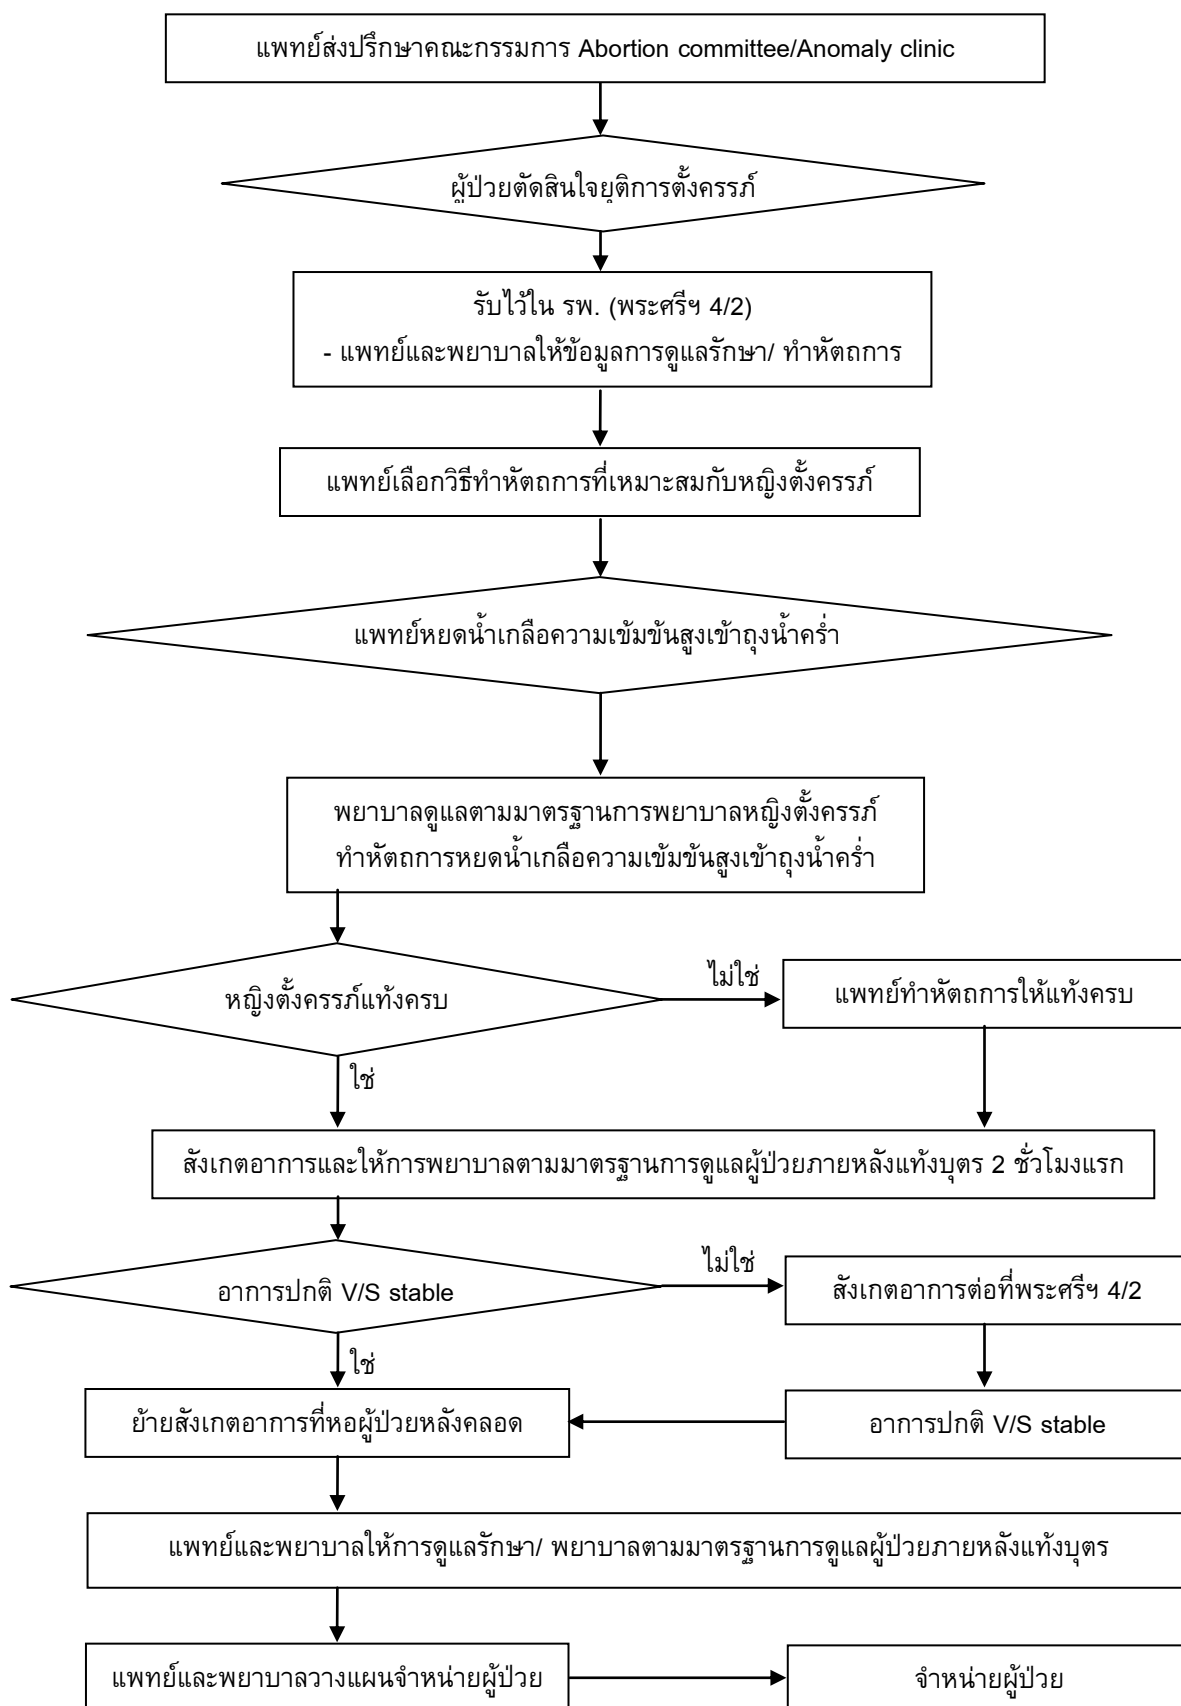 แพทย์ส่งปรึกษาคณะกรรมการ Abortion committee/Anomaly clinic
ผู้ป่วยตัดสินใจยุติการตั้งครรภ์
รับไว้ใน รพ. (พระศรีฯ 4/2)
- แพทย์และพยาบาลให้ข้อมูลการดูแลรักษา/ ทำหัตถการ
แพทย์เลือกวิธีทำหัตถการที่เหมาะสมกับหญิงตั้งครรภ์
แพทย์หยดน้ำเกลือความเข้มข้นสูงเข้าถุงน้ำคร่ำ
พยาบาลดูแลตามมาตรฐานการพยาบาลหญิงตั้งครรภ์
ทำหัตถการหยดน้ำเกลือความเข้มข้นสูงเข้าถุงน้ำคร่ำ
หญิงตั้งครรภ์แท้งครบ
ไม่ใช่
แพทย์ทำหัตถการให้แท้งครบ
ใช่
สังเกตอาการและให้การพยาบาลตามมาตรฐานการดูแลผู้ป่วยภายหลังแท้งบุตร 2 ชั่วโมงแรก
อาการปกติ V/S stable
ไม่ใช่
สังเกตอาการต่อที่พระศรีฯ 4/2
ใช่
ย้ายสังเกตอาการที่หอผู้ป่วยหลังคลอด
อาการปกติ V/S stable
แพทย์และพยาบาลให้การดูแลรักษา/ พยาบาลตามมาตรฐานการดูแลผู้ป่วยภายหลังแท้งบุตร
แพทย์และพยาบาลวางแผนจำหน่ายผู้ป่วย
จำหน่ายผู้ป่วย